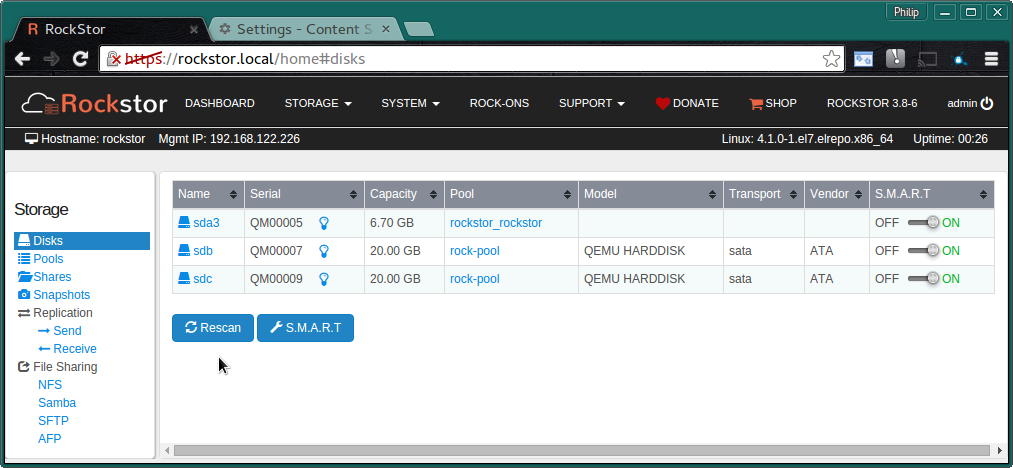 Philip
RockStor
Settings - Content S
https://rockstor.local/home#disks
Rockstor DASHBOARD STORAGE SYSTEM ROCK-ONS SUPPORT DONATE SHOP ROCKSTOR 3.8-6 admin
Hostname: rockstor Mgmt IP: 192.168.122.226 Linux: 4.1.0-1.el7.elrepo.x86_64 Uptime: 00:26
Storage
Disks
Pools
Shares
Snapshots
Replication
Send
Receive
File Sharing
NFS
Samba
SFTP
AFP
Name Serial Capacity Pool Model Transport Vendor S.M.A.R.T
sda3 QM00005 6.70 GB rockstor_rockstor OFF ON
sdb QM00007 20.00 GB rock-pool QEMU HARDDISK sata ATA OFF ON
sdc QM00009 20.00 GB rock-pool QEMU HARDDISK sata ATA OFF ON
Rescan S.M.A.R.T